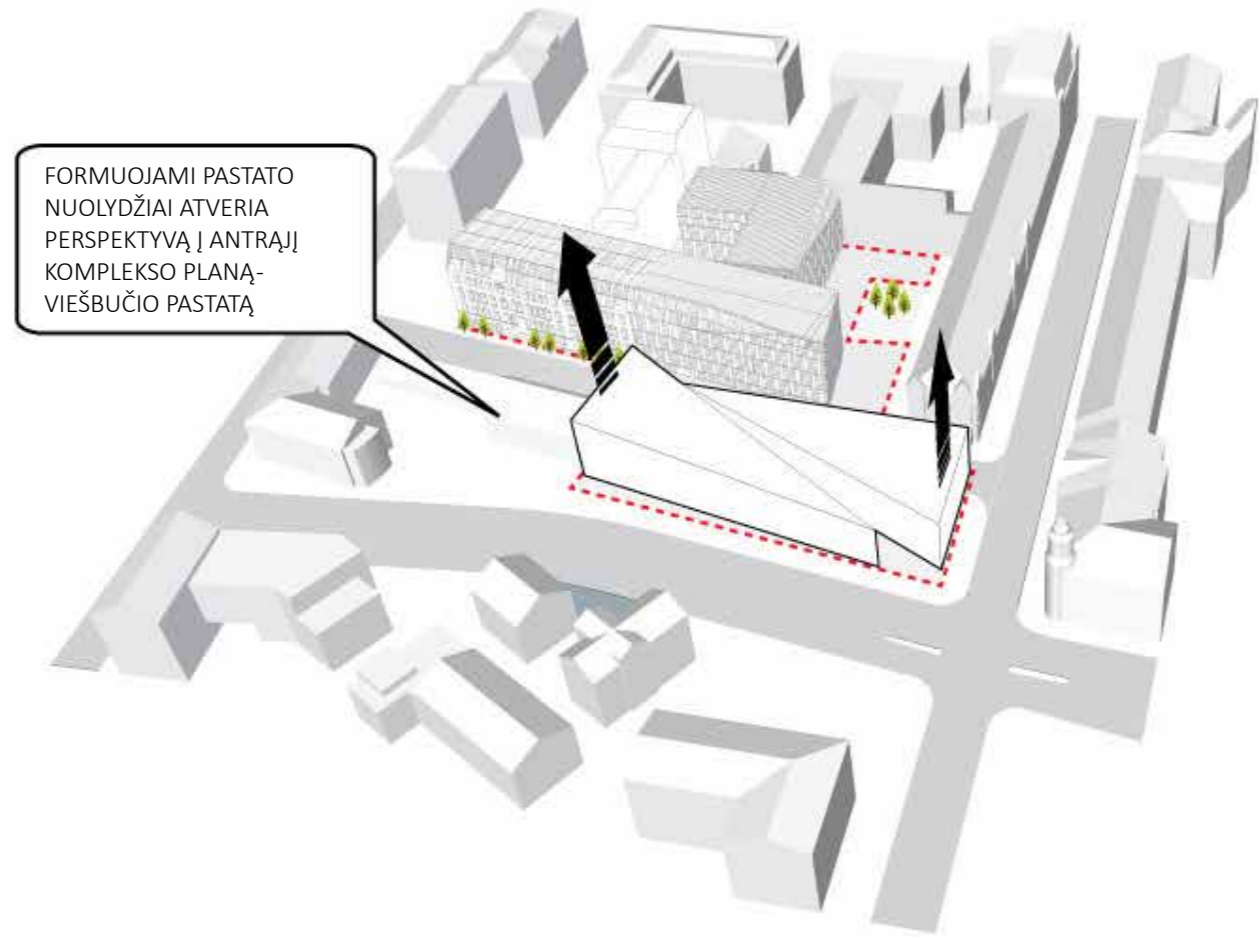 FORMUOJAMI PASTATO
NUOLYDŽIAI ATVERIA
PERSPEKTYVĄ Į ANTRĄJĮ
KOMPLEKSO PLANĄ-
VIEŠBUČIO PASTATĄ